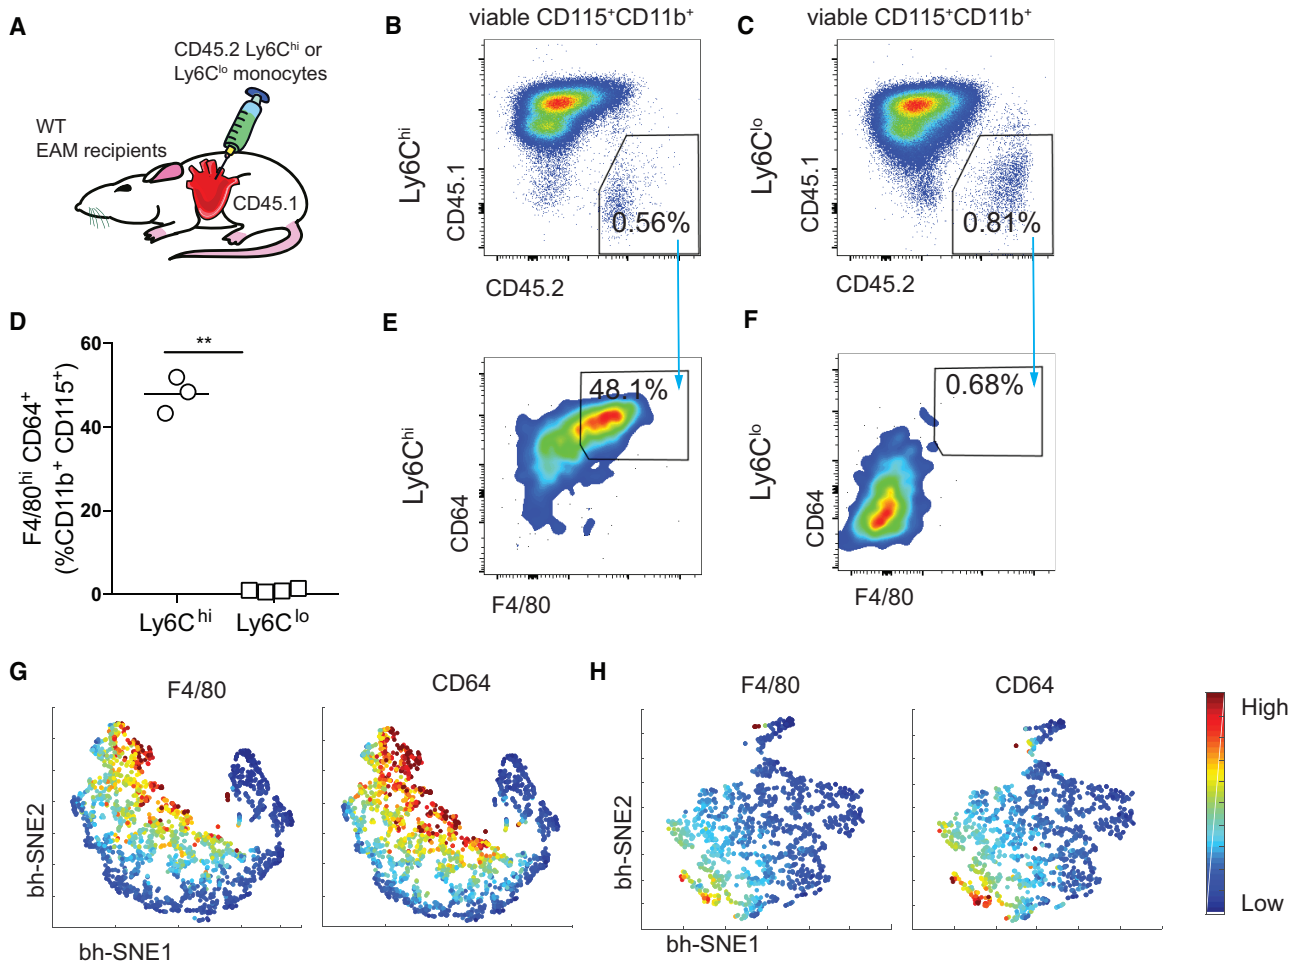 A
CD45.2 Ly6Chi or
Ly6Clo monocytes
WT
EAM recipients
CD45.1
B
viable CD115+CD11b+
Ly6Chi
CD45.1
0.56%
CD45.2
C
viable CD115+CD11b+
Ly6Clo
CD45.1
0.81%
CD45.2
D
F4/80hi CD64+
(%CD11b+ CD115+)
60
40
20
0
**
Ly6Chi
Ly6Clo
E
Ly6Chi
CD64
48.1%
F4/80
F
Ly6Clo
CD64
0.68%
F4/80
G
F4/80
CD64
bh-SNE2
bh-SNE1
H
F4/80
CD64
bh-SNE2
bh-SNE1
High
Low